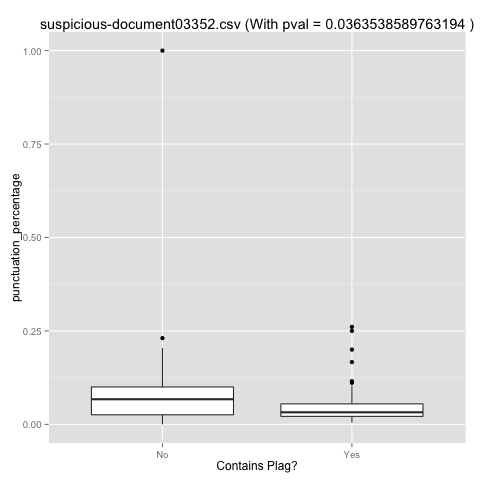 suspicious-document03352.csv (With pval = 0.0363538589763194 )
punctuation_percentage
1.00
0.75
0.50
0.25
0.00
No
Yes
Contains Plag?